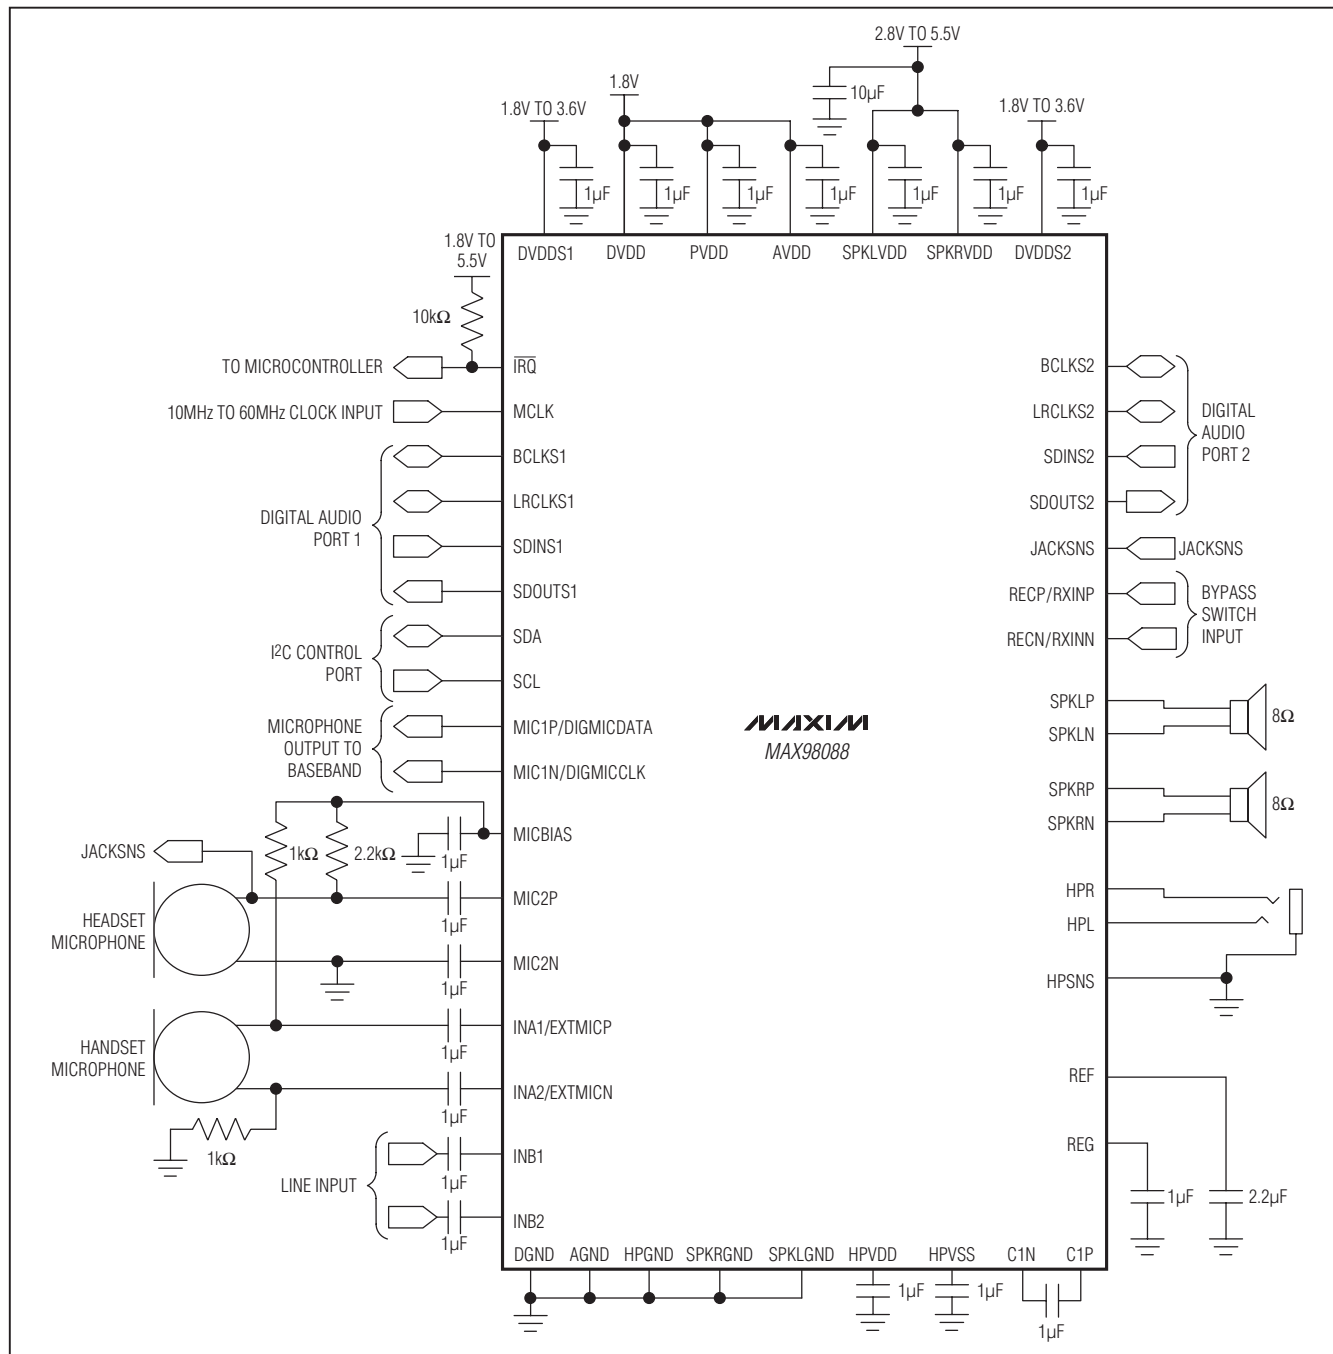 2.8V TO 5.5V
1.8V
10µF
1.8V TO 3.6V
1.8V TO 3.6V
1µF
1µF
1µF
1µF
1µF
1µF
1µF
1.8V TO
5.5V
DVDDS1
DVDD
PVDD
AVDD
SPKLVDD
SPKRVDD
DVDDS2
10kΩ
TO MICROCONTROLLER
IRQ
10MHz TO 60MHz CLOCK INPUT
MCLK
BCLKS1
LRCLKS1
DIGITAL AUDIO
PORT 1
SDINS1
SDOUTS1
I²C CONTROL
PORT
SDA
SCL
MICROPHONE
OUTPUT TO
BASEBAND
MIC1P/DIGMICDATA
MIC1N/DIGMICCLK
MAXIM
MAX98088
BCLKS2
LRCLKS2
SDINS2
SDOUTS2
DIGITAL
AUDIO
PORT 2
JACKSNS
JACKSNS
RECP/RXINP
RECN/RXINN
BYPASS
SWITCH
INPUT
SPKLP
SPKLN
8Ω
SPKRP
SPKRN
8Ω
JACKSNS
1kΩ
2.2kΩ
1µF
MICBIAS
HEADSET
MICROPHONE
MIC2P
1µF
MIC2N
1µF
HPR
HPL
HPSNS
HANDSET
MICROPHONE
INA1/EXTMICP
1µF
INA2/EXTMICN
1µF
1kΩ
LINE INPUT
INB1
1µF
INB2
1µF
REF
REG
1µF
2.2µF
DGND
AGND
HPGND
SPKRGND
SPKLGND
HPVDD
HPVSS
C1N
C1P
1µF
1µF
1µF